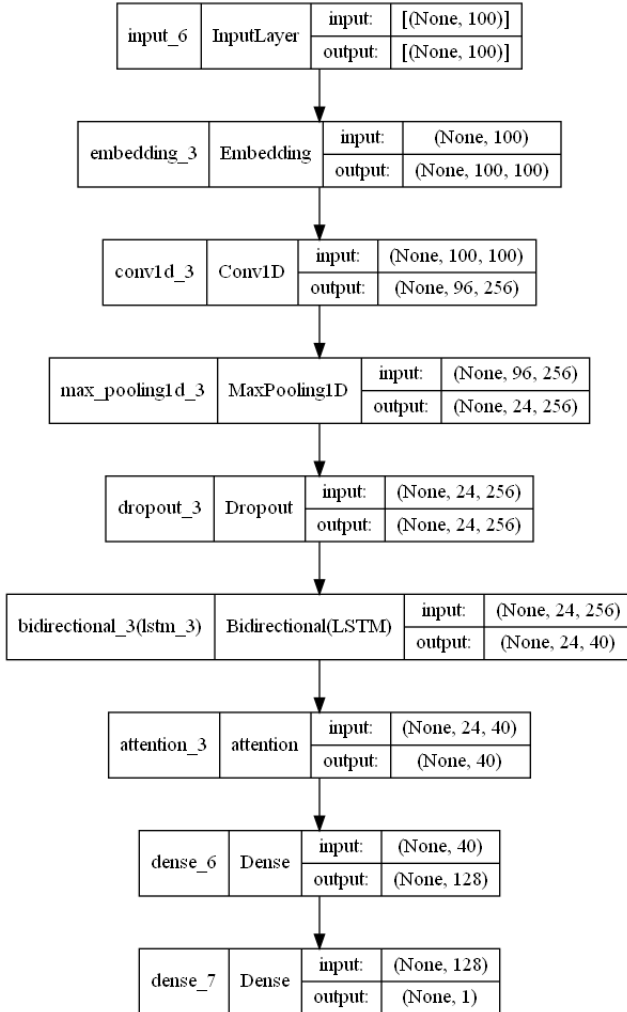 input_6 InputLayer input: [(None, 100)]
output: [(None, 100)]
embedding_3 Embedding input: (None, 100)
output: (None, 100, 100)
conv1d_3 Conv1D input: (None, 100, 100)
output: (None, 96, 256)
max_pooling1d_3 MaxPooling1D input: (None, 96, 256)
output: (None, 24, 256)
dropout_3 Dropout input: (None, 24, 256)
output: (None, 24, 256)
bidirectional_3(lstm_3) Bidirectional(LSTM) input: (None, 24, 256)
output: (None, 24, 40)
attention_3 attention input: (None, 24, 40)
output: (None, 40)
dense_6 Dense input: (None, 40)
output: (None, 128)
dense_7 Dense input: (None, 128)
output: (None, 1)